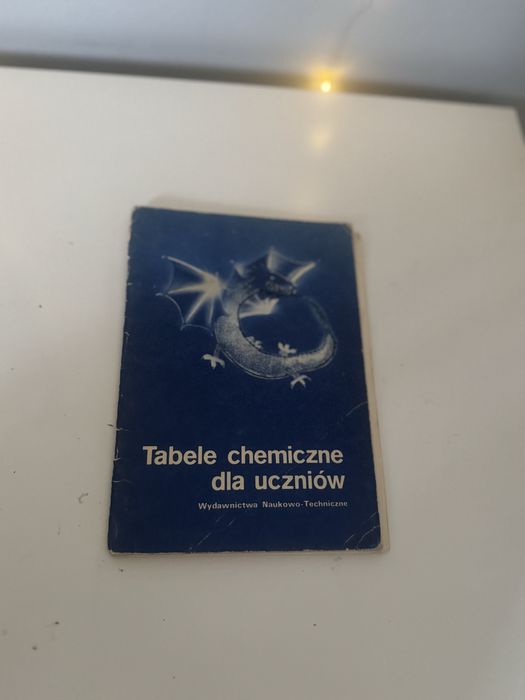 Tabele chemiczne
dla uczniów
Wydawnictwa Naukowo-Techniczne